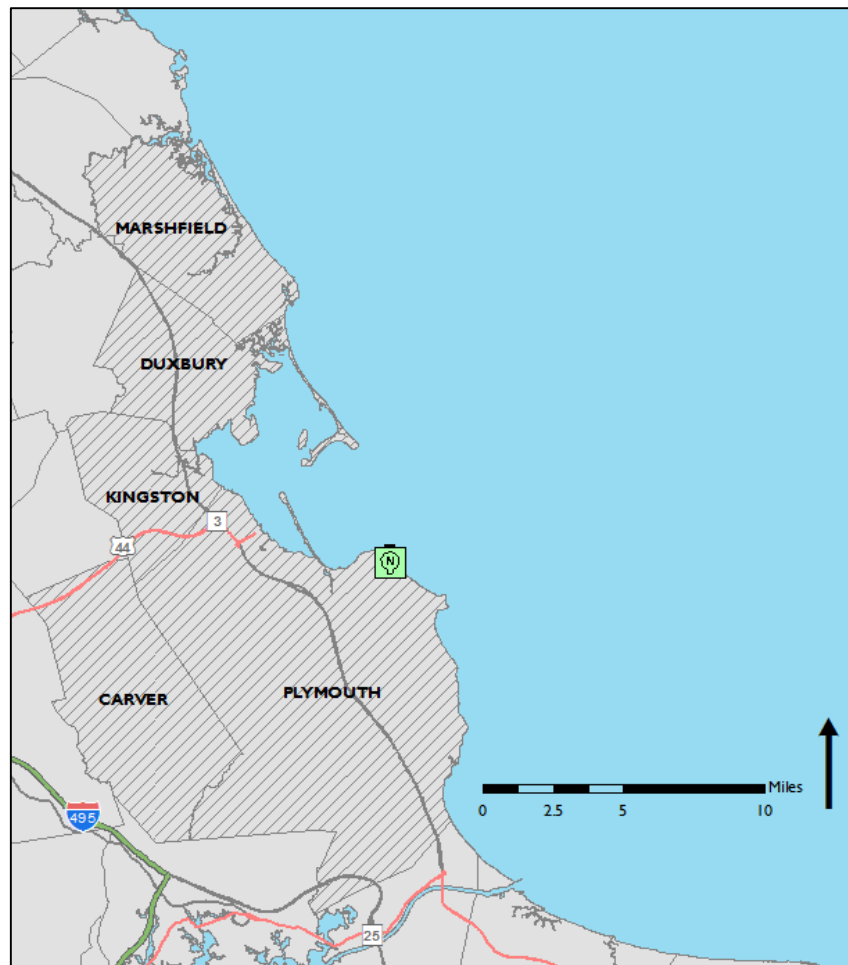 MARSHFIELD
DUXBURY
KINGSTON
3
44
N
CARVER
PLYMOUTH
Miles
0 2.5 5 10
495
25